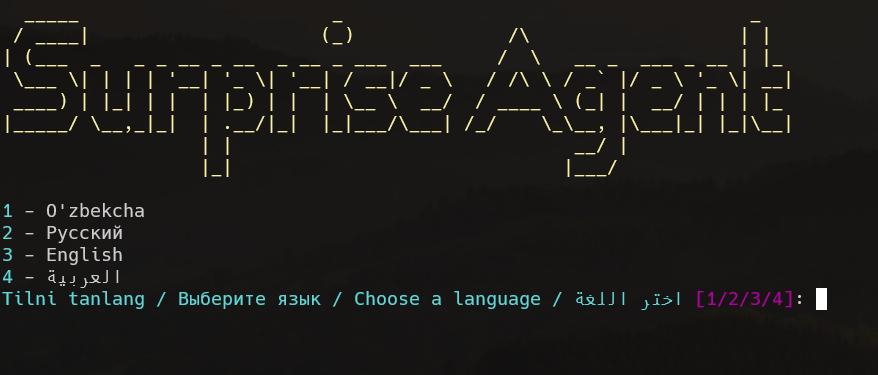 Surprise Agent
1 - O'zbekcha
2 - Русский
3 - English
4 - العربية
Tilni tanlang / Выберите язык / Choose a language / اختر اللغة [1/2/3/4]: